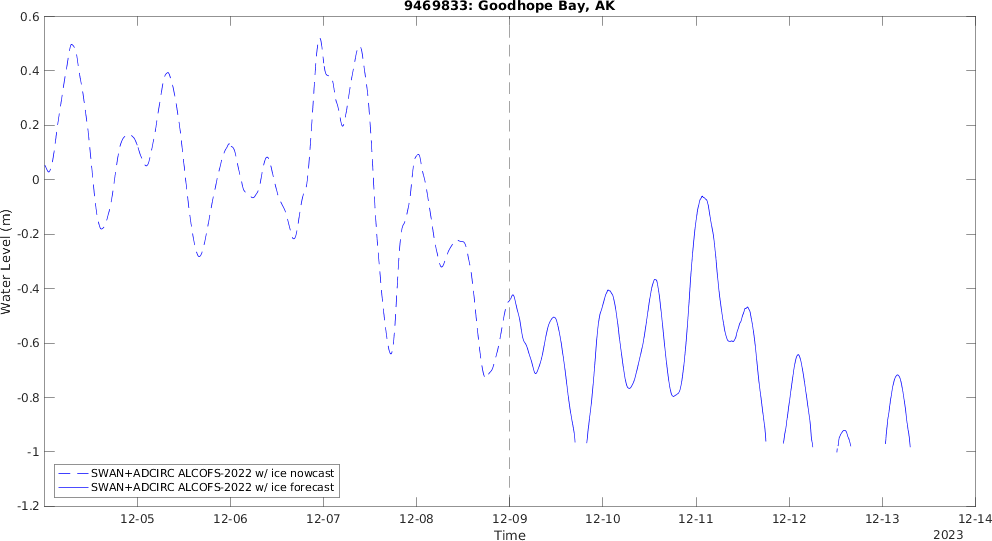 9469833: Goodhope Bay, AK
0.6
0.4
0.2
0
-0.2
-0.4
-0.6
-0.8
-1
-1.2
Water Level (m)
SWAN+ADCIRC ALCOFS-2022 w/ ice nowcast
SWAN+ADCIRC ALCOFS-2022 w/ ice forecast
12-05 12-06 12-07 12-08 12-09 12-10 12-11 12-12 12-13 12-14
Time
2023